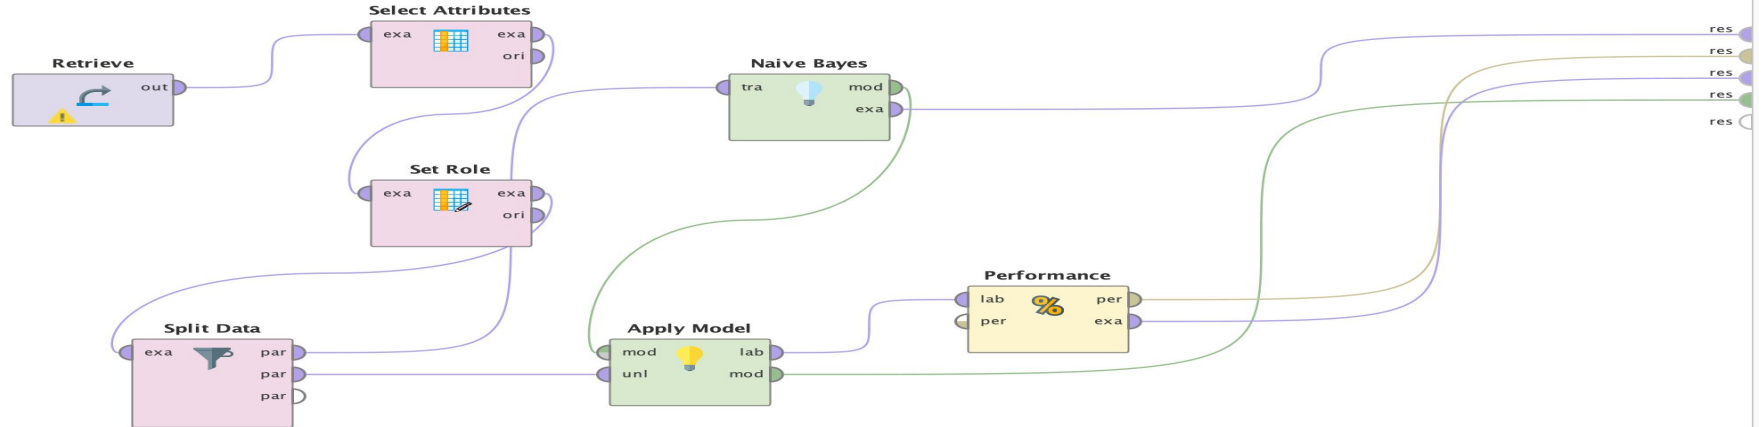 Select Attributes
exa exa
ori
Retrieve
out
Naive Bayes
tra mod
exa
res
res
res
res
res
Set Role
exa exa
ori
Performance
lab per
per exa
Split Data
exa par
par
par
Apply Model
mod lab
unl mod